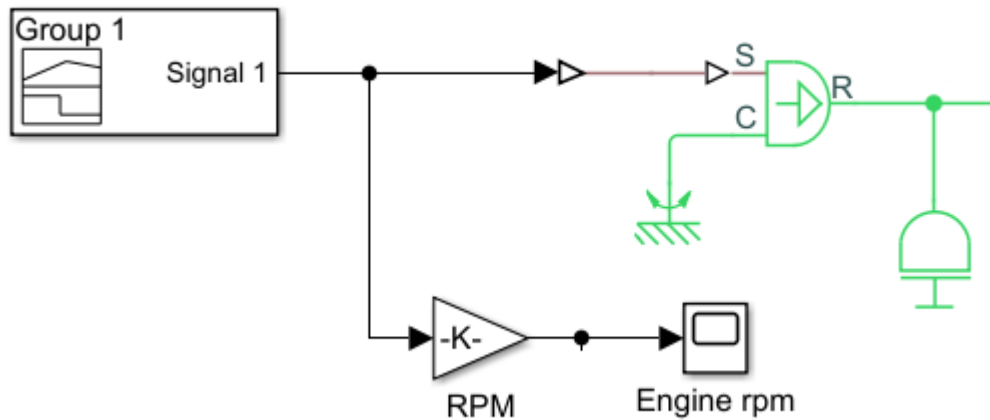 Group 1
Signal 1
S
C
R
-K-
RPM
Engine rpm